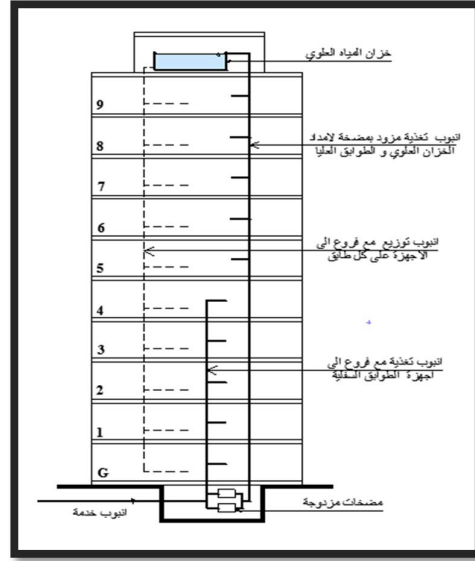 خزان المياه العلوي
9
انبوب تغذية مزود بمضخة لامداد
الخزان العلوي و الطوابق العليا
8
7
6
انبوب توزيع مع فروع الى
الاجهزة على كل طابق
5
4
3
انبوب تغذية مع فروع الى
اجهزة الطوابق السفلية
2
1
G
مضخات مزدوجة
انبوب خدمة